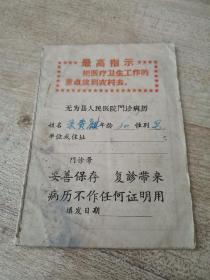 最高指示
把医疗卫生工作的
重点放到农村去。
无为县人民医院門诊病历
姓名 年龄 性别
单位或住址
门诊号
妥善保存 复診带来
病历不作任何证明用
填发日期